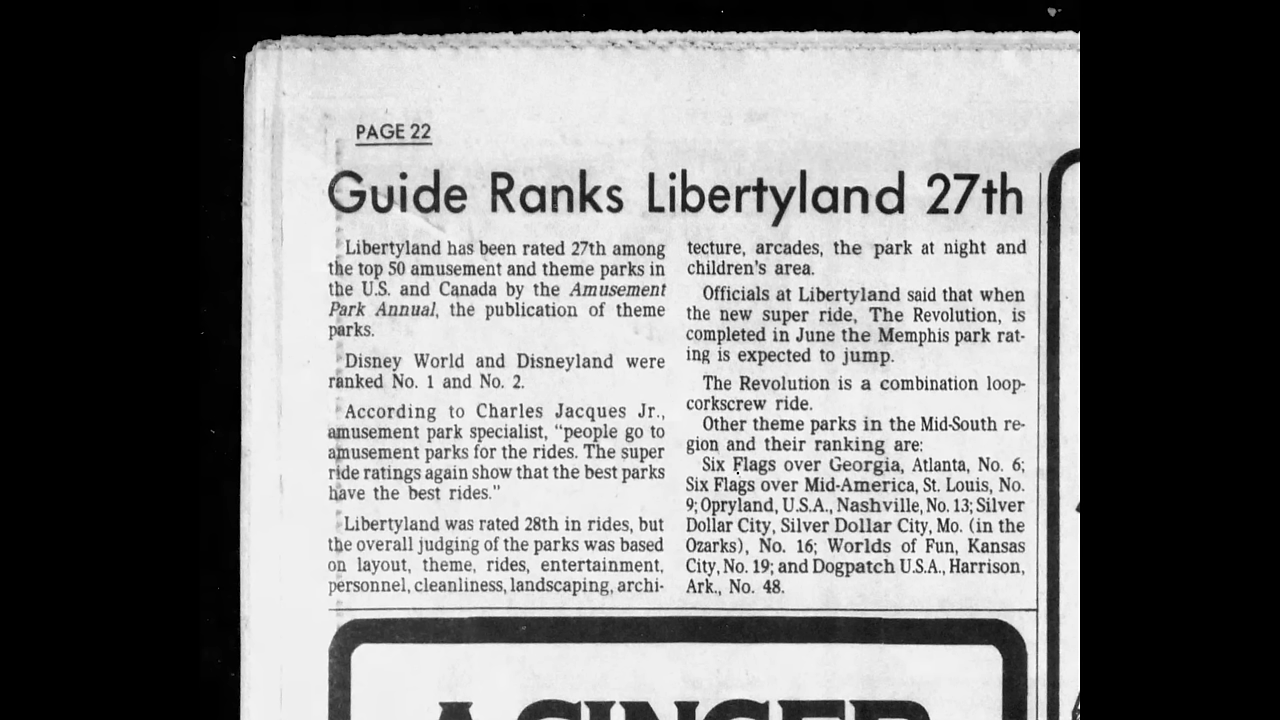 PAGE 22
Guide Ranks Libertyland 27th
Libertyland has been rated 27th among
the top 50 amusement and theme parks in
the U.S. and Canada by the Amusement
Park Annual, the publication of theme
parks.
Disney World and Disneyland were
ranked No. 1 and No. 2.
According to Charles Jacques Jr.,
amusement park specialist, “people go to
amusement parks for the rides. The super
ride ratings again show that the best parks
have the best rides.”
Libertyland was rated 28th in rides, but
the overall judging of the parks was based
on layout, theme, rides, entertainment,
personnel, cleanliness, landscaping, archi-
tecture, arcades, the park at night and
children's area.
Officials at Libertyland said that when
the new super ride, The Revolution, is
completed in June the Memphis park rat-
ing is expected to jump.
The Revolution is a combination loop-
corkscrew ride.
Other theme parks in the Mid-South re-
gion and their ranking are:
Six Flags over Georgia, Atlanta, No. 6;
Six Flags over Mid-America, St. Louis, No.
9; Opryland, U.S.A., Nashville, No. 13; Silver
Dollar City, Silver Dollar City, Mo. (in the
Ozarks), No. 16; Worlds of Fun, Kansas
City, No. 19; and Dogpatch U.S.A., Harrison,
Ark., No. 48.
A SINGER